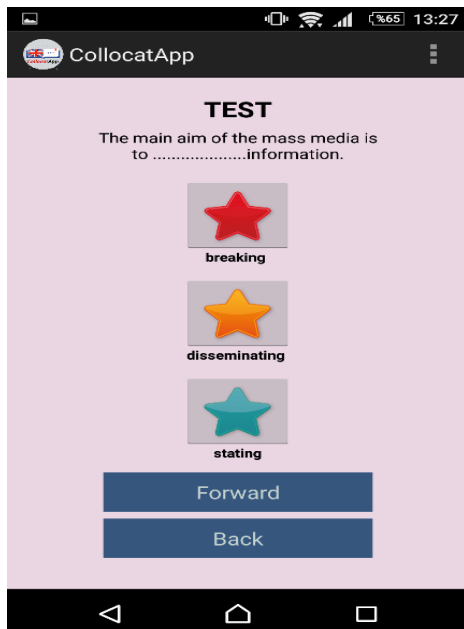 %65 13:27
CollocatApp
TEST
The main aim of the mass media is
to ....................information.
breaking
disseminating
stating
Forward
Back